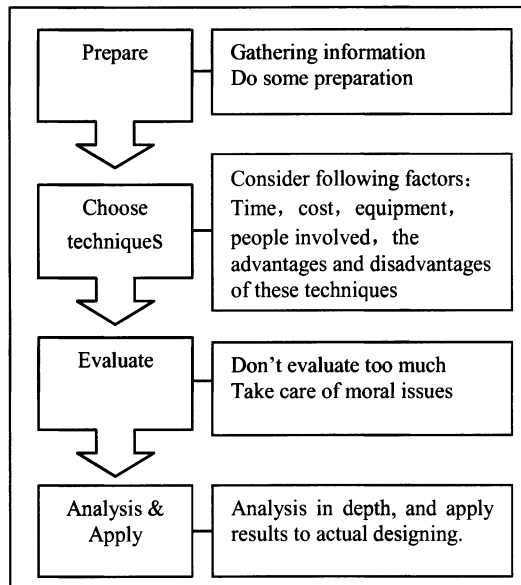 Prepare
Gathering information
Do some preparation
Choose
techniqueS
Consider following factors：
Time，cost，equipment，
people involved，the
advantages and disadvantages
of these techniques
Evaluate
Don't evaluate too much
Take care of moral issues
Analysis &
Apply
Analysis in depth, and apply
results to actual designing.